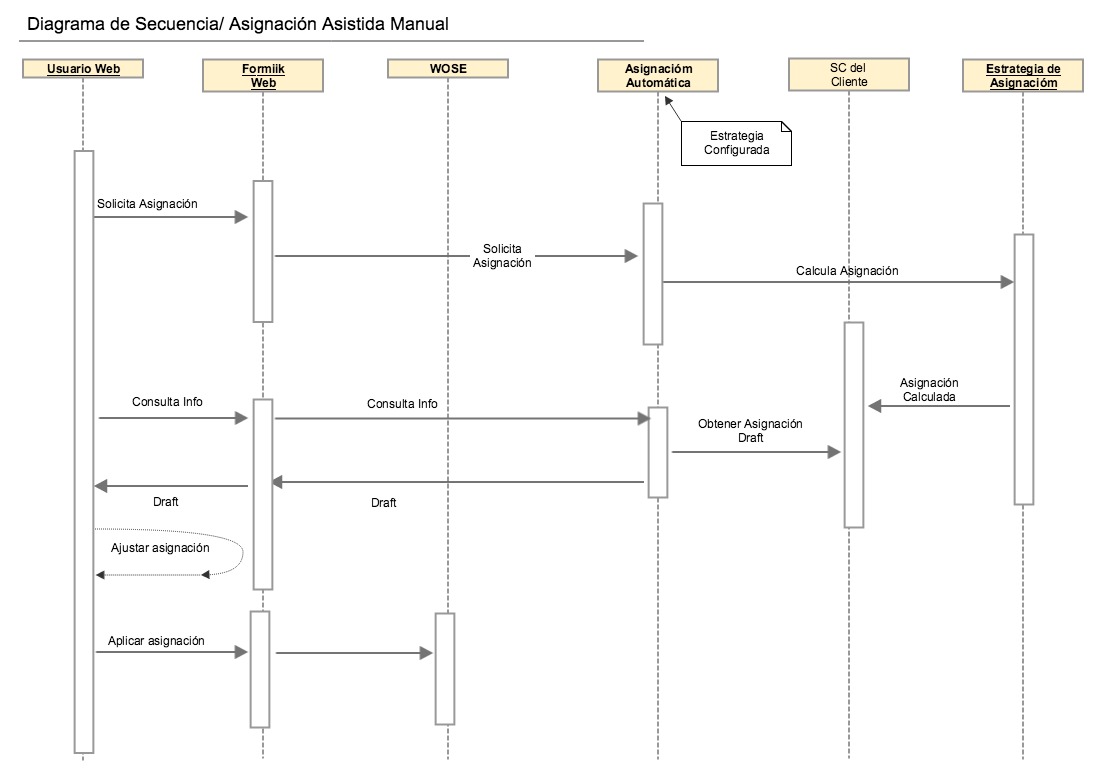 Diagrama de Secuencia/ Asignación Asistida Manual
Usuario Web
Formiik
Web
WOSE
Asignacióm
Automática
SC del
Cliente
Estrategia de
Asignacióm
Estrategia
Configurada
Solicita Asignación
Solicita
Asignación
Calcula Asignación
Asignación
Calculada
Consulta Info
Consulta Info
Obtener Asignación
Draft
Draft
Draft
Ajustar asignación
Aplicar asignación